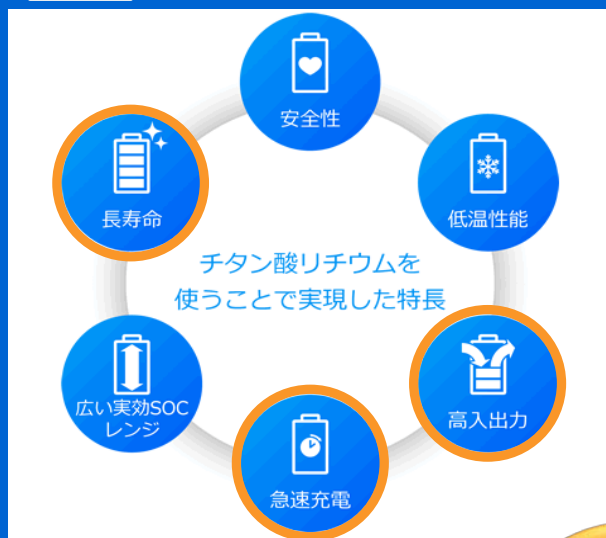 安全性
長寿命
低温性能
チタン酸リチウムを
使うことで実現した特長
広い実効SOC
レンジ
高入出力
急速充電